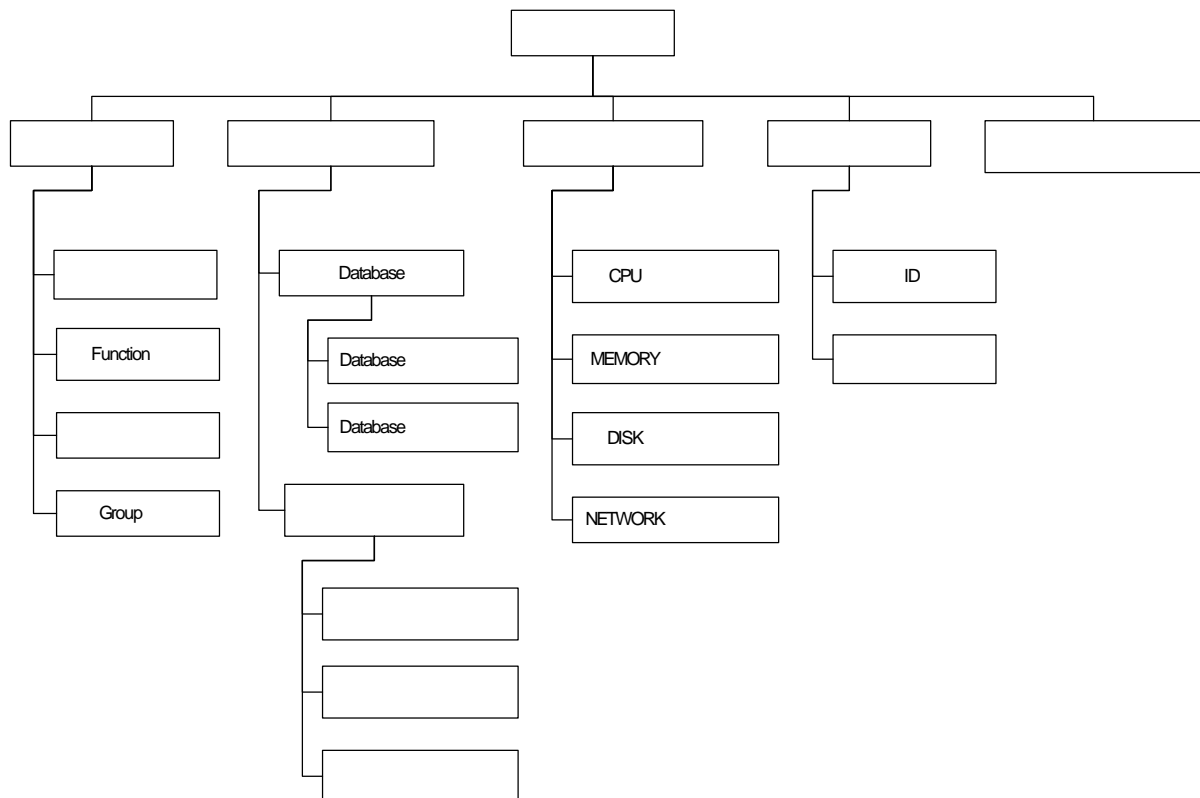 Database
CPU
ID
Function
Database
MEMORY
Database
DISK
Group
NETWORK